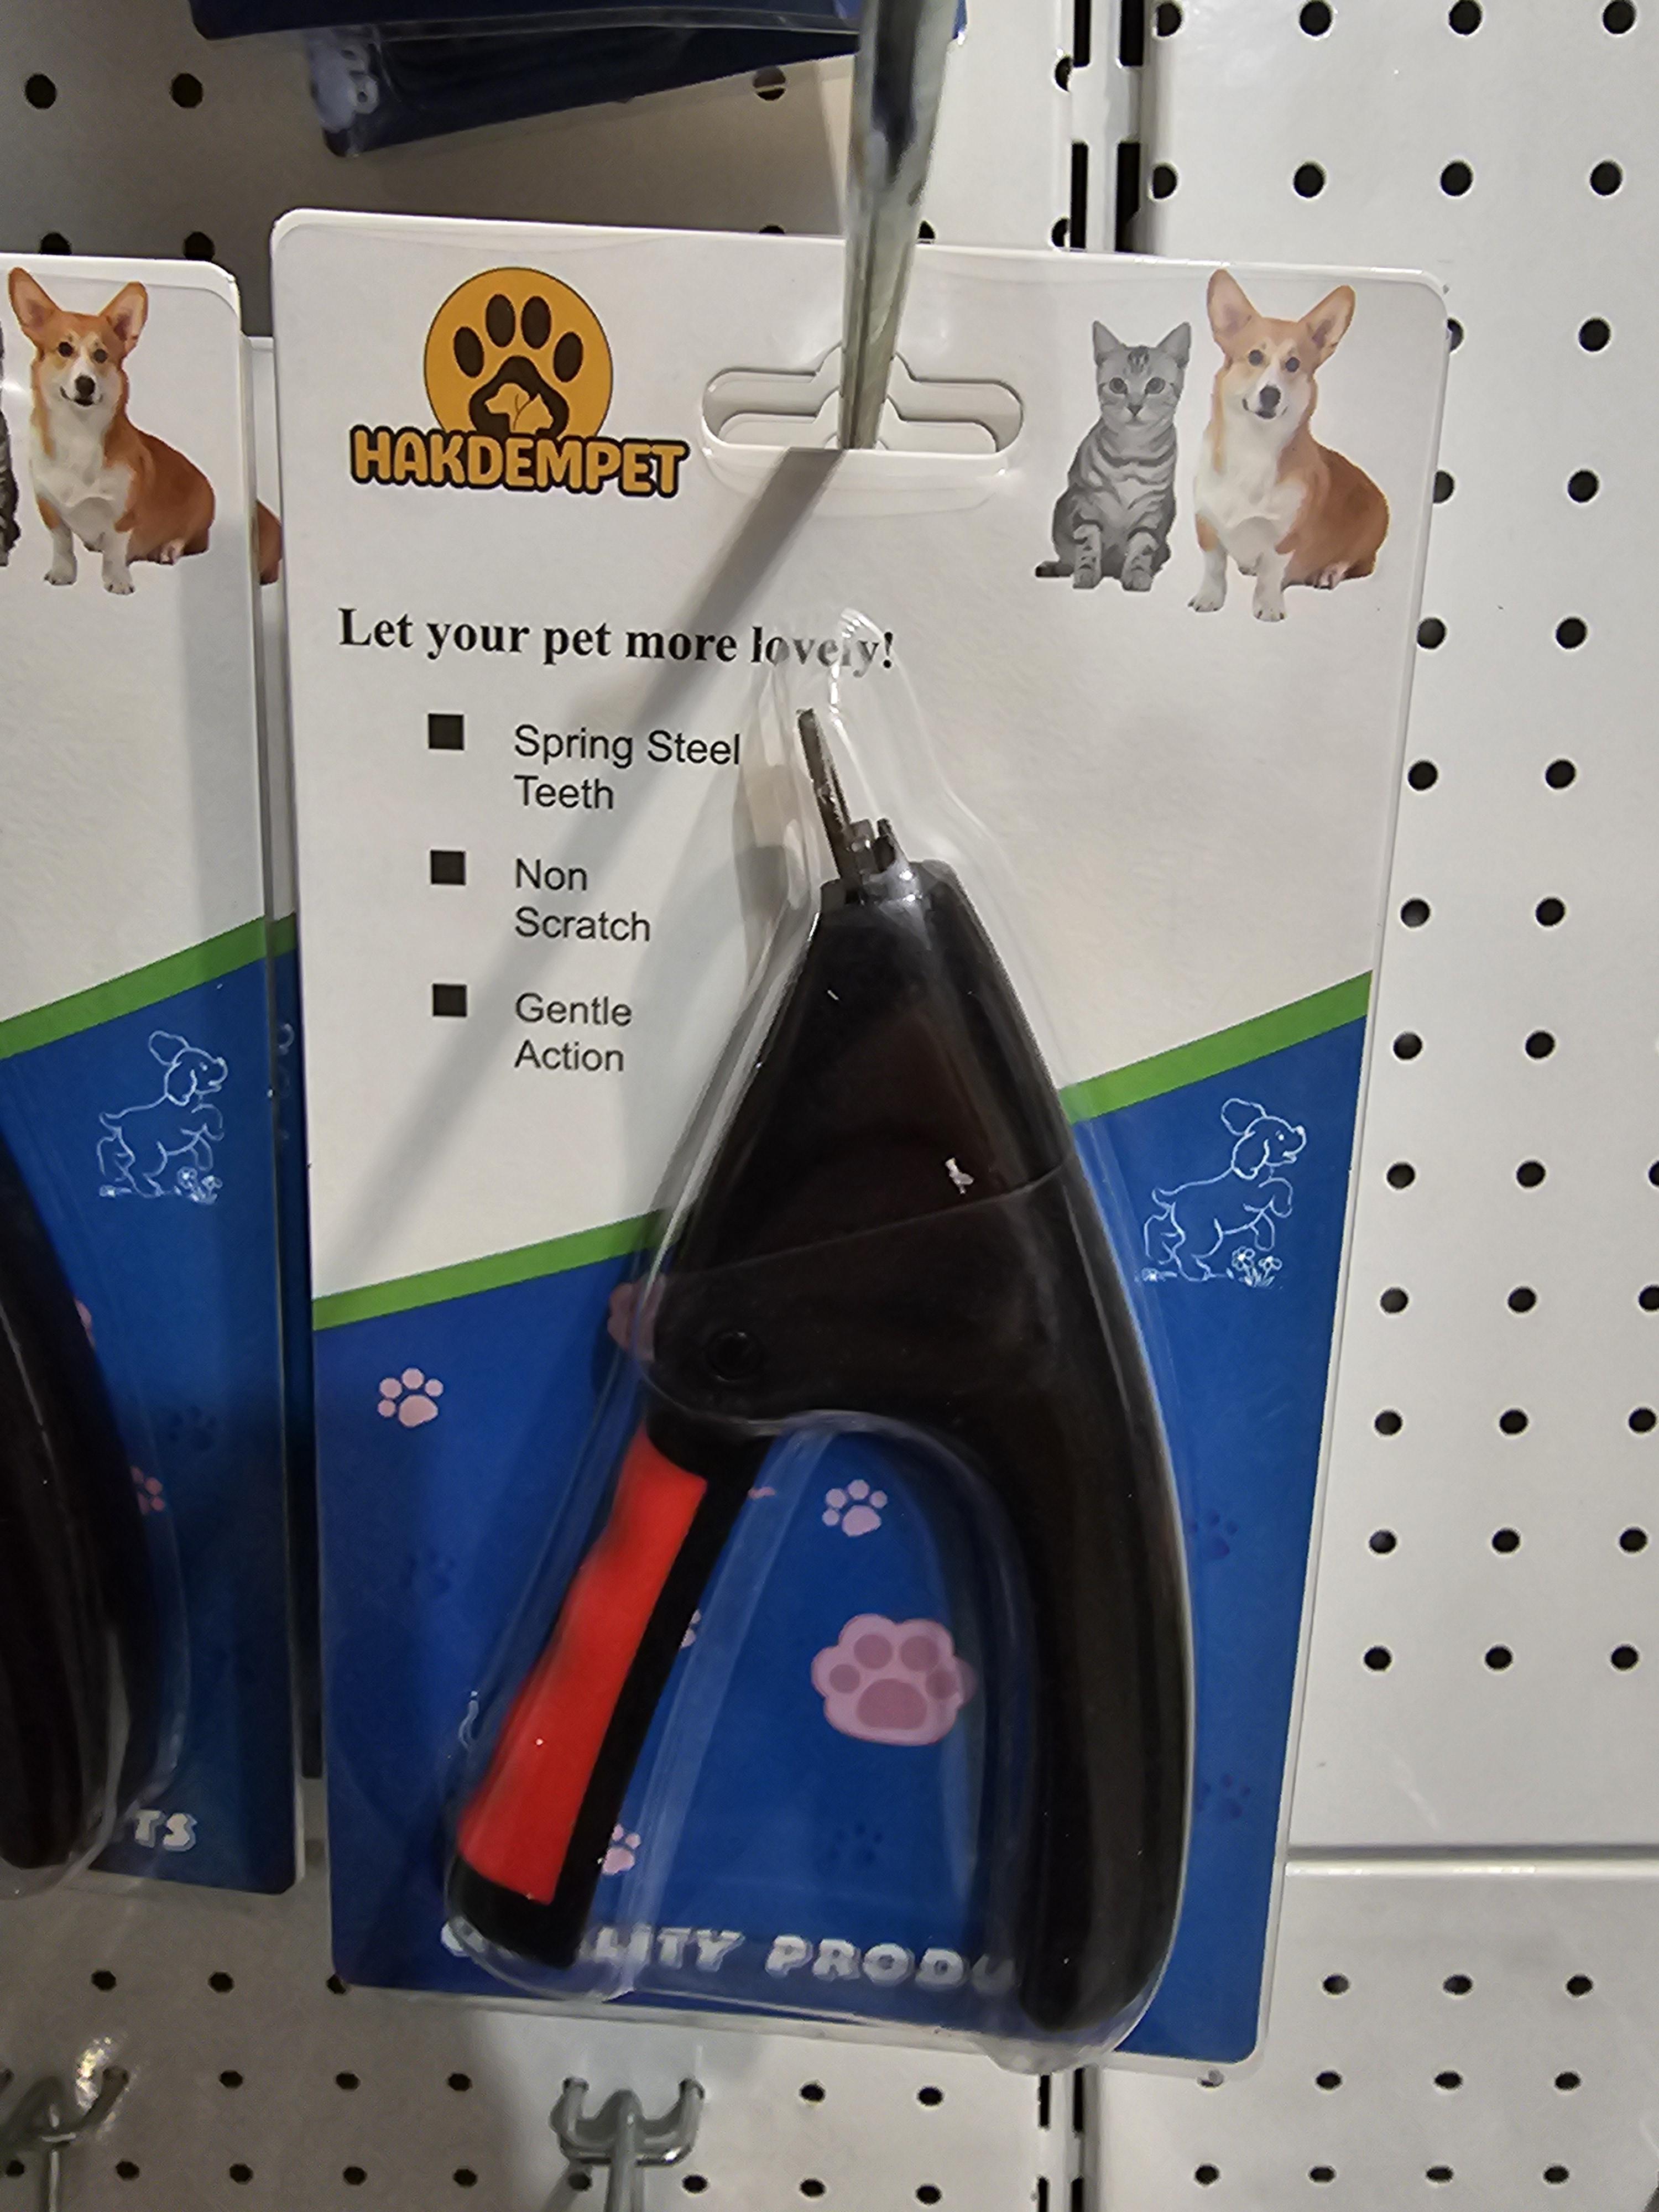 HAKDEMPET
Let your pet more lovely!
Spring Steel
Teeth
Non
Scratch
Gentle
Action